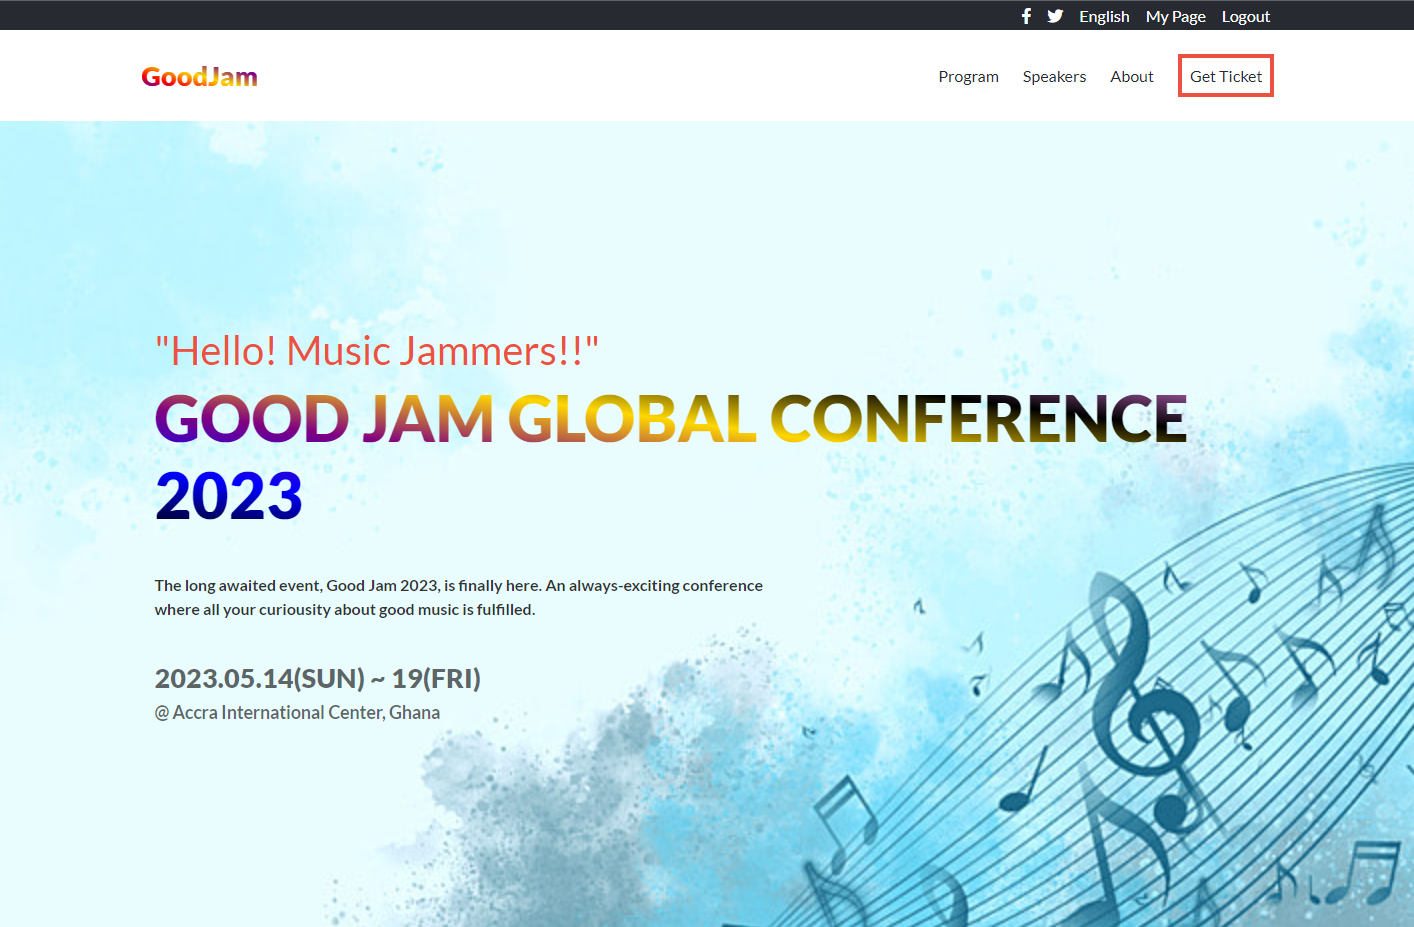 English My Page Logout
GoodJam
Program Speakers About Get Ticket
"Hello! Music Jammers!!"
GOOD JAM GLOBAL CONFERENCE
2023
The long awaited event, Good Jam 2023, is finally here. An always-exciting conference
where all your curiousity about good music is fulfilled.
2023.05.14(SUN) ~ 19(FRI)
@ Accra International Center, Ghana